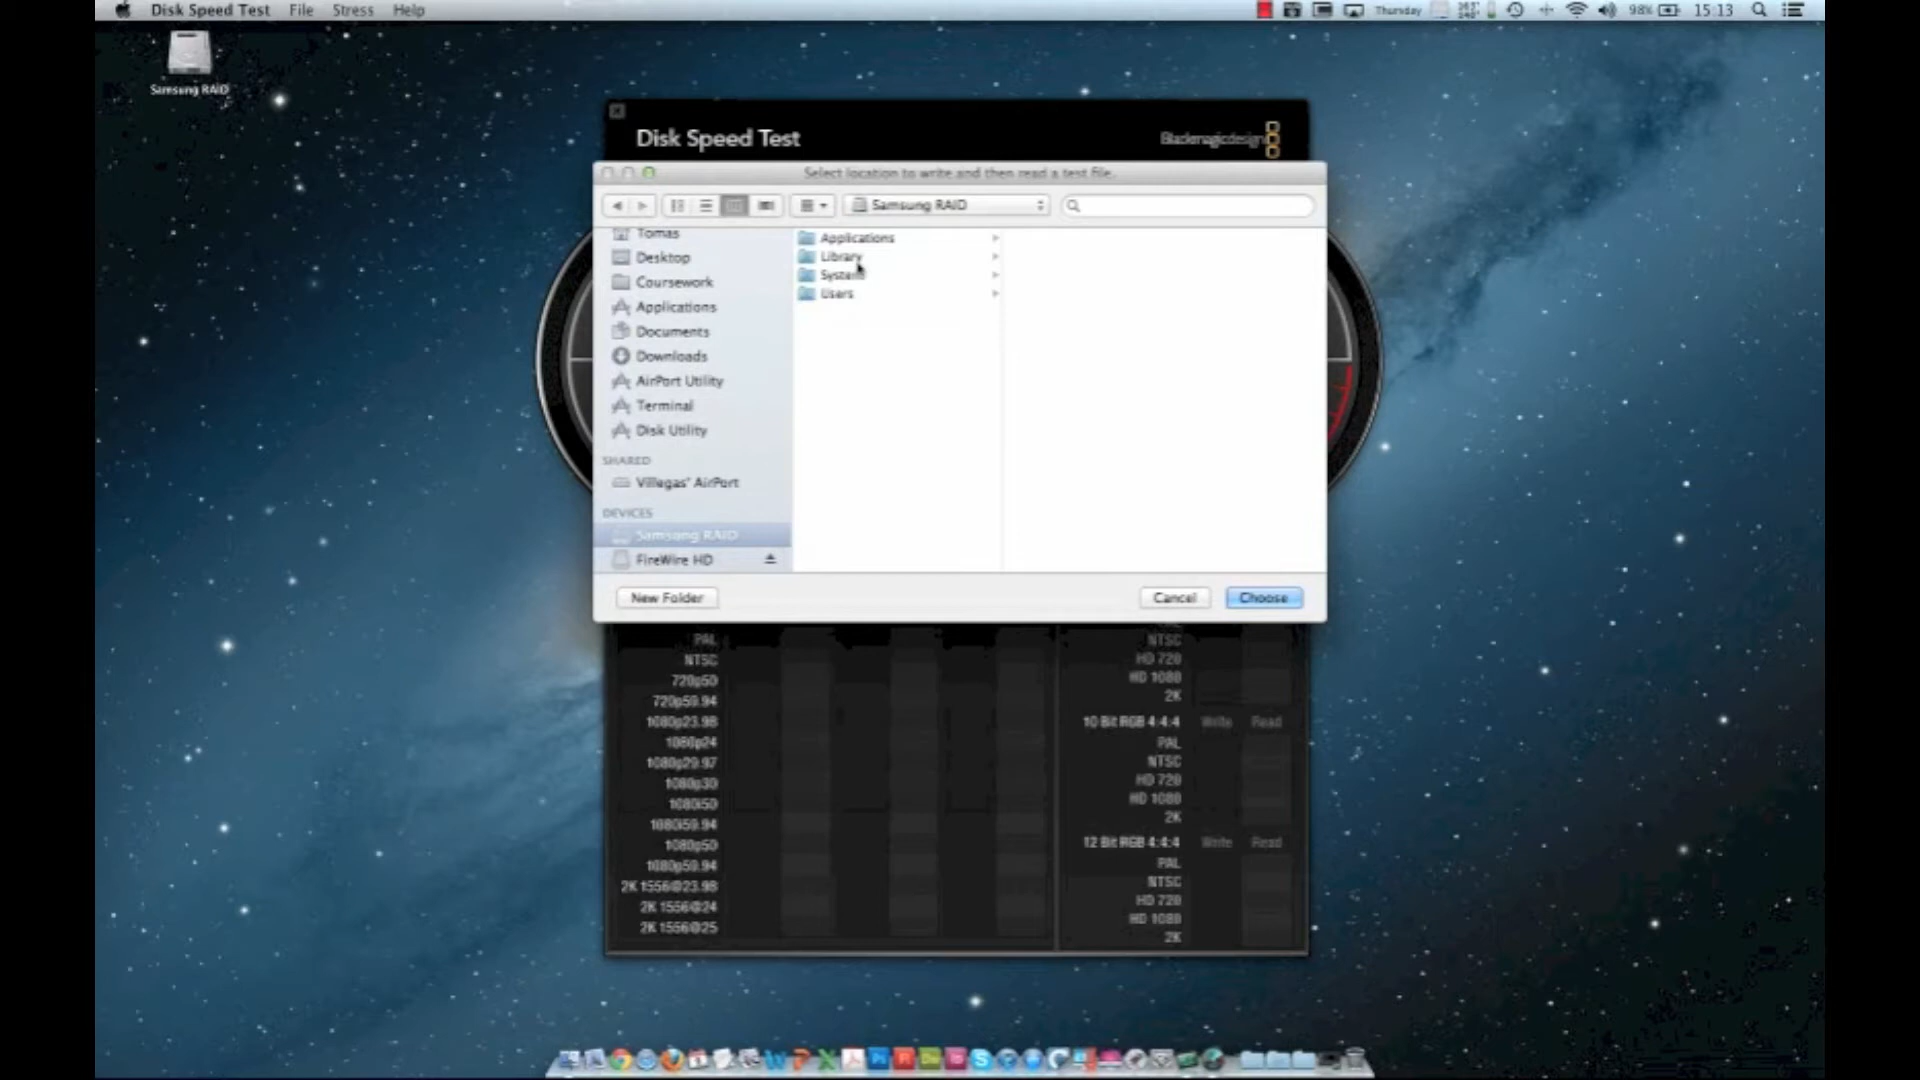 Disk Speed Test File Stress Help Thursday 98% 15:13
Samsung RAID
Disk Speed Test Blackmagicdesign
Select location to write and then read a test file.
Samsung RAID
Tomas
Desktop
Coursework
Applications
Documents
Downloads
AirPort Utility
Terminal
Disk Utility
SHARED
Villegas' AirPort
DEVICES
Samsung RAID
FireWire HD
Applications
Library
System
Users
New Folder Cancel Choose
PAL
NTSC
720p50
720p59.94
1080p23.98
1080p24
1080p29.97
1080p30
1080i50
1080i59.94
1080p50
1080p59.94
2K 1556@23.98
2K 1556@24
2K 1556@25
NTSC
HD 720
HD 1080
2K
10 Bit RGB 4:4:4 Write Read
PAL
NTSC
HD 720
HD 1080
2K
12 Bit RGB 4:4:4 Write Read
PAL
NTSC
HD 720
HD 1080
2K